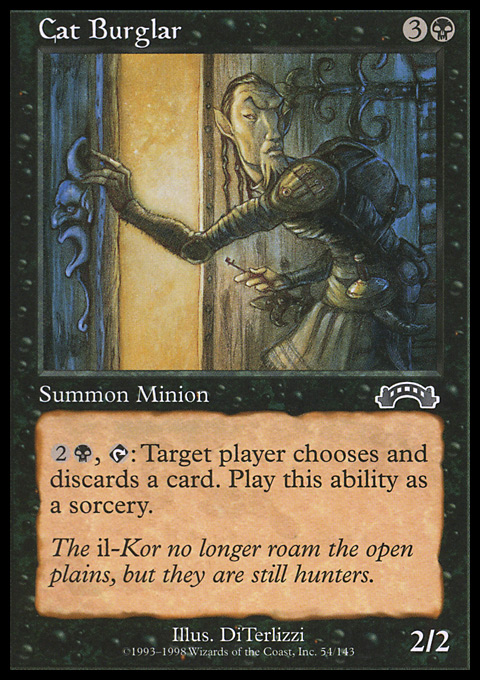 Cat Burglar
3
Summon Minion
2, : Target player chooses and
discards a card. Play this ability as
a sorcery.
The il-Kor no longer roam the open
plains, but they are still hunters.
Illus. DiTerlizzi
©1993–1998 Wizards of the Coast, Inc. 54/143
2/2